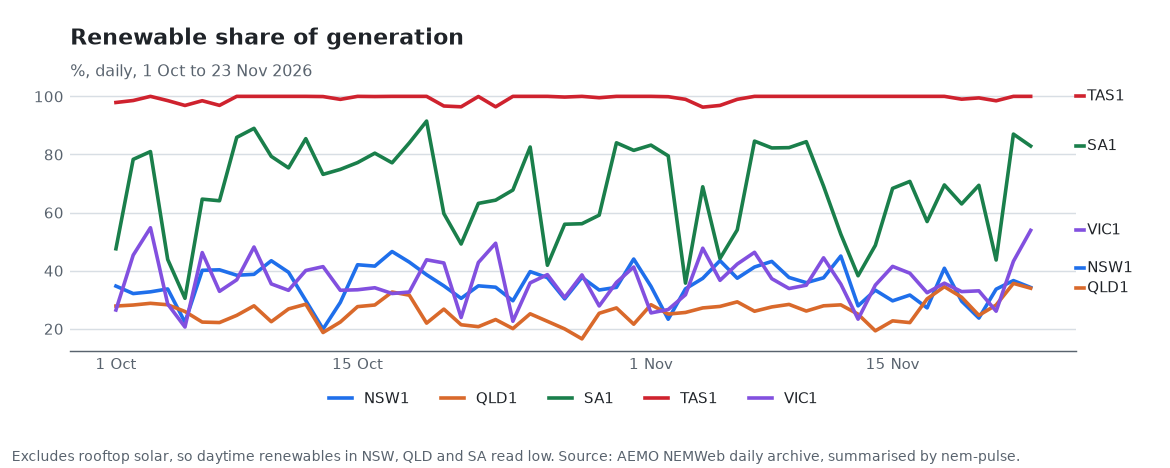 Renewable share of generation
%, daily, 1 Oct to 23 Nov 2026
100
80
60
40
20
TAS1
SA1
VIC1
NSW1
QLD1
1 Oct
15 Oct
1 Nov
15 Nov
NSW1
QLD1
SA1
TAS1
VIC1
Excludes rooftop solar, so daytime renewables in NSW, QLD and SA read low. Source: AEMO NEMWeb daily archive, summarised by nem-pulse.